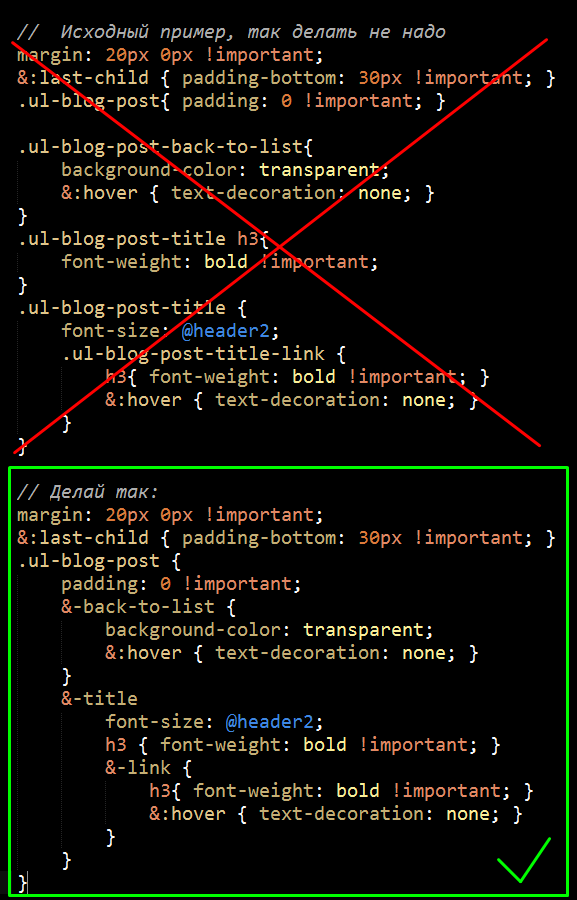 //  Исходный пример, так делать не надо
margin: 20px 0px !important;
&:last-child { padding-bottom: 30px !important; }
.ul-blog-post{ padding: 0 !important; }
.ul-blog-post-back-to-list{
background-color: transparent;
&:hover { text-decoration: none; }
}
.ul-blog-post-title h3{
font-weight: bold !important;
}
.ul-blog-post-title {
font-size: @header2;
.ul-blog-post-title-link {
h3{ font-weight: bold !important; }
&:hover { text-decoration: none; }
}
}
// Делай так:
margin: 20px 0px !important;
&:last-child { padding-bottom: 30px !important; }
.ul-blog-post {
padding: 0 !important;
&-back-to-list {
background-color: transparent;
&:hover { text-decoration: none; }
}
&-title
font-size: @header2;
h3 { font-weight: bold !important; }
&-link {
h3{ font-weight: bold !important; }
&:hover { text-decoration: none; }
}
}
}